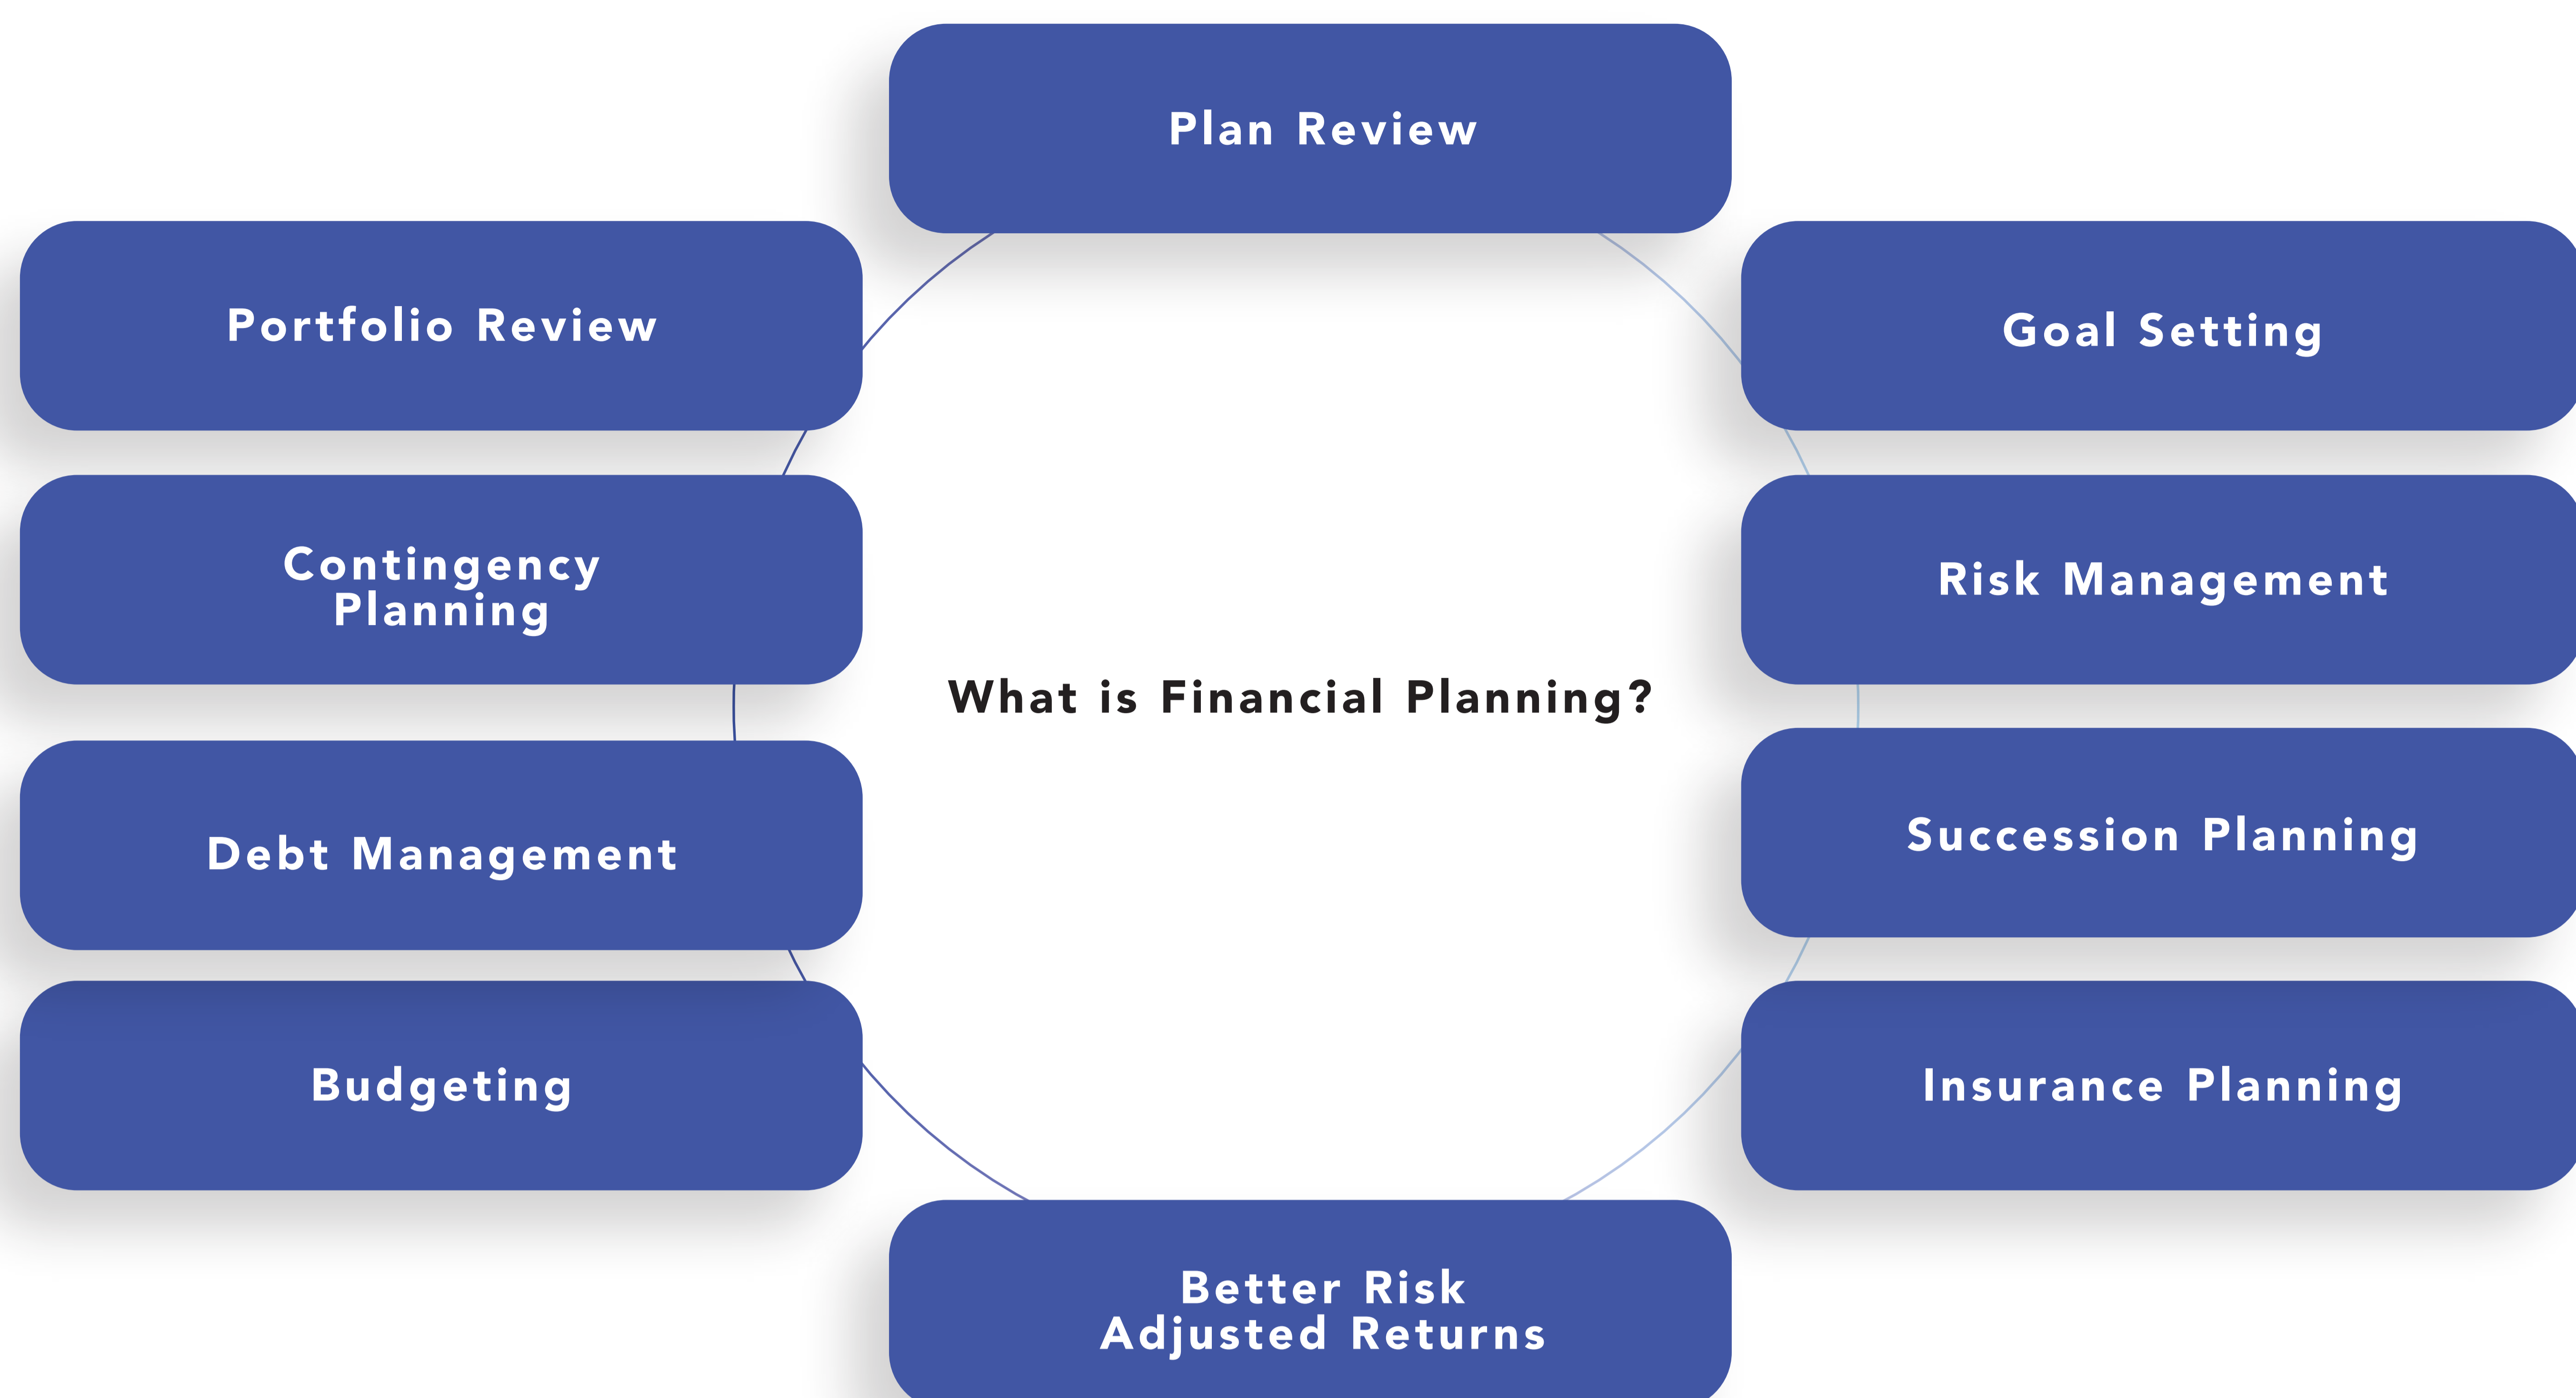 Plan Review
Portfolio Review
Goal Setting
Contingency
Planning
Risk Management
What is Financial Planning?
Debt Management
Succession Planning
Budgeting
Insurance Planning
Better Risk
Adjusted Returns